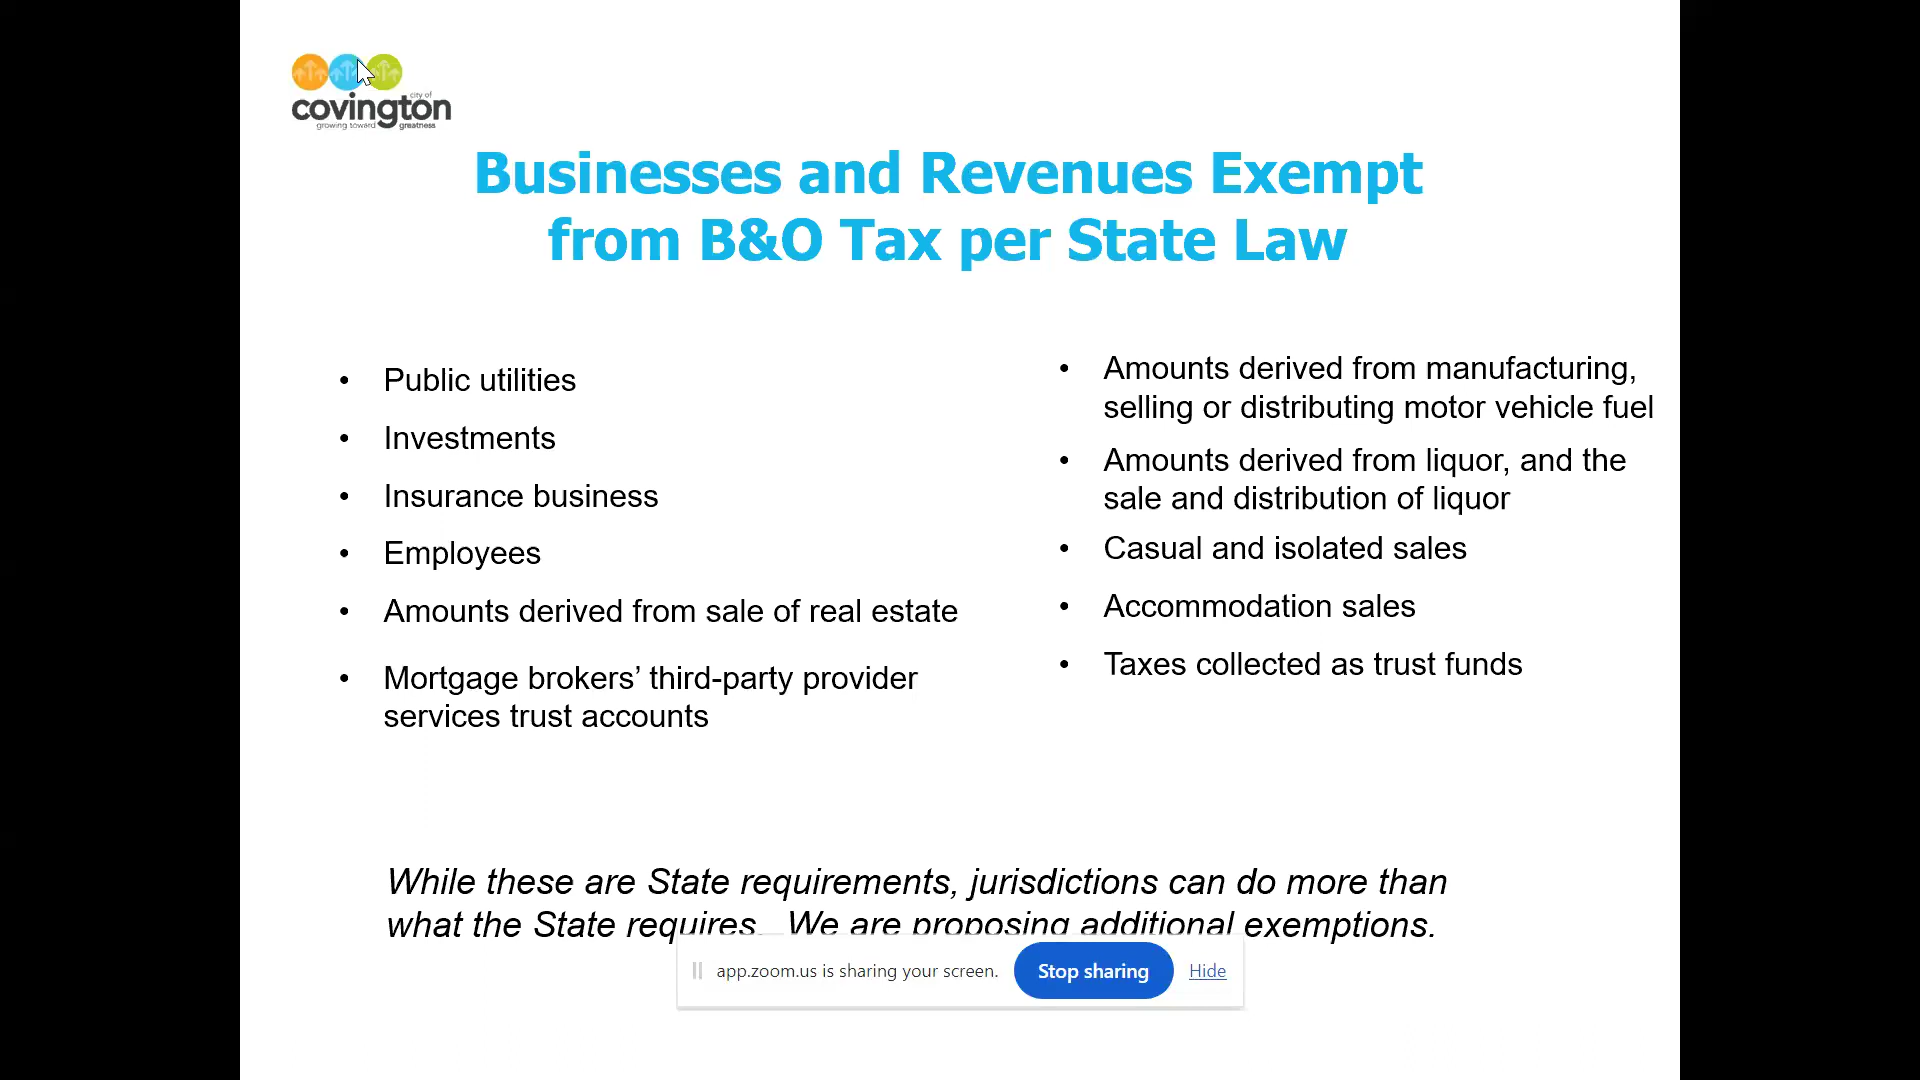 city of
covington
growing toward greatness
Businesses and Revenues Exempt
from B&O Tax per State Law
• Public utilities
• Investments
• Insurance business
• Employees
• Amounts derived from sale of real estate
• Mortgage brokers’ third-party provider
services trust accounts
• Amounts derived from manufacturing,
selling or distributing motor vehicle fuel
• Amounts derived from liquor, and the
sale and distribution of liquor
• Casual and isolated sales
• Accommodation sales
• Taxes collected as trust funds
While these are State requirements, jurisdictions can do more than
what the State requires. We are proposing additional exemptions.
app.zoom.us is sharing your screen. Stop sharing Hide